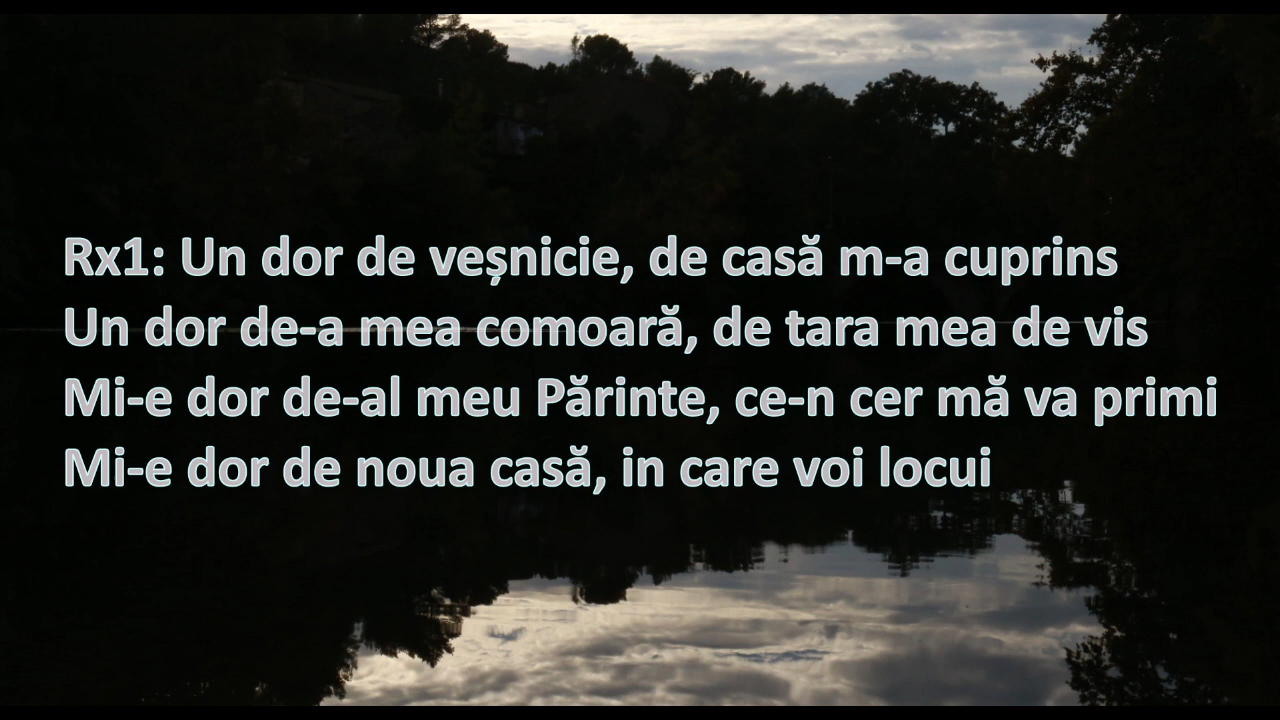 Rx1: Un dor de veșnicie, de casă m-a cuprins
Un dor de-a mea comoară, de tara mea de vis
Mi-e dor de-al meu Părinte, ce-n cer mă va primi
Mi-e dor de noua casă, in care voi locui